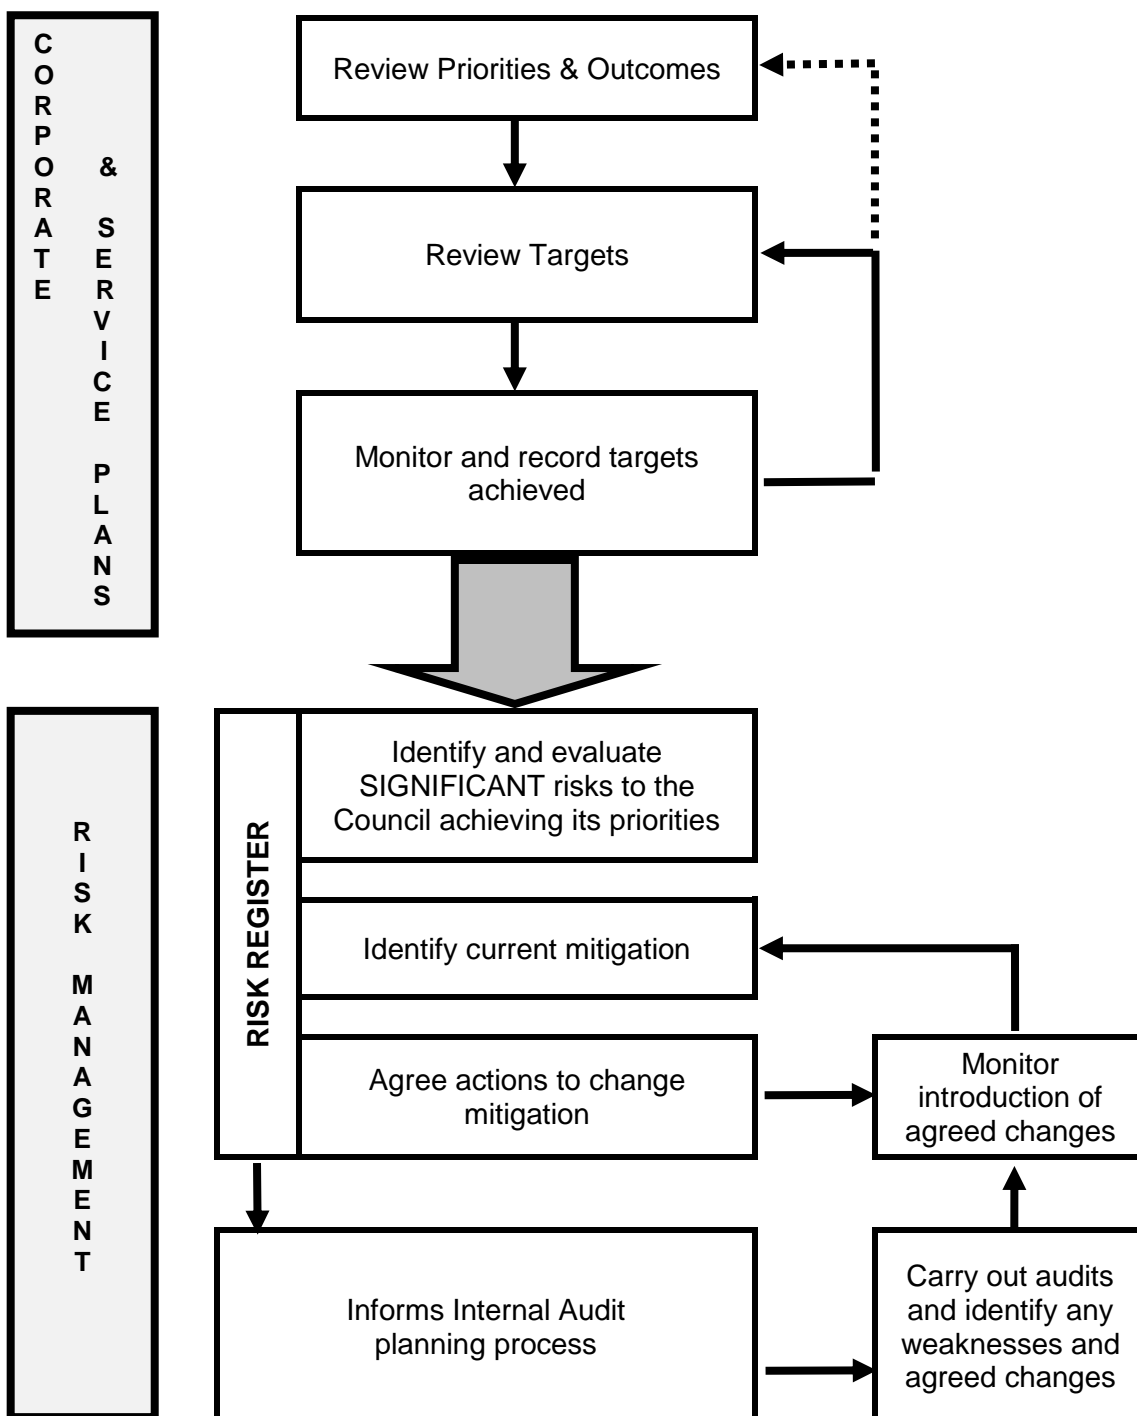 CORPORATE
& SERVICE PLANS
Review Priorities & Outcomes
Review Targets
Monitor and record targets
achieved
RISK MANAGEMENT
RISK REGISTER
Identify and evaluate
SIGNIFICANT risks to the
Council achieving its priorities
Identify current mitigation
Agree actions to change
mitigation
Monitor
introduction of
agreed changes
Informs Internal Audit
planning process
Carry out audits
and identify any
weaknesses and
agreed changes